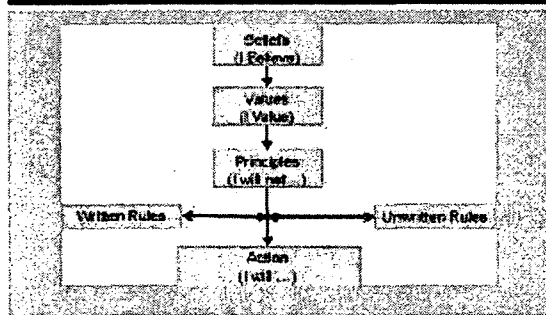 Beliefs
(I Believe)
Values
(I Value)
Principles
(I will not ...)
Written Rules
Unwritten Rules
Action
(I will ...)